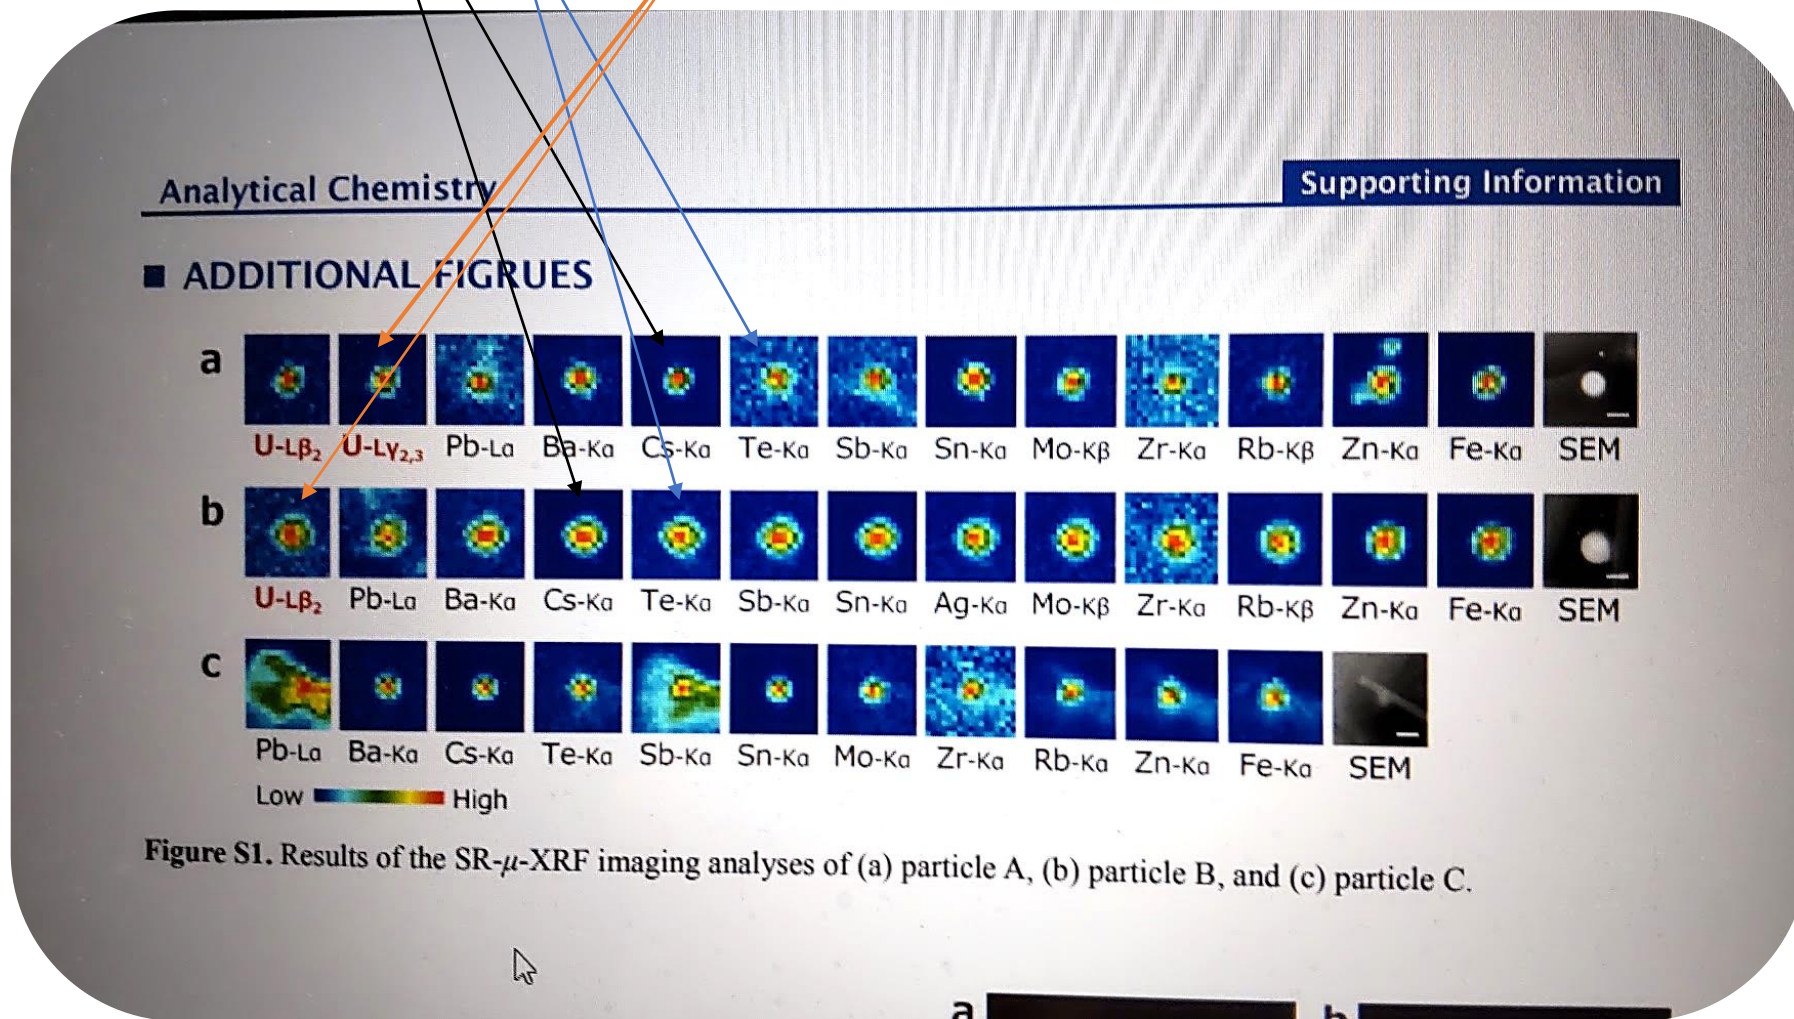 Analytical Chemistry
Supporting Information
■ ADDITIONAL FIGRUES
a
U-Lβ₂ U-Lγ₂,₃ Pb-Lα Ba-Kα Cs-Kα Te-Kα Sb-Kα Sn-Kα Mo-Kβ Zr-Kα Rb-Kβ Zn-Kα Fe-Kα SEM
b
U-Lβ₂ Pb-Lα Ba-Kα Cs-Kα Te-Kα Sb-Kα Sn-Kα Ag-Kα Mo-Kβ Zr-Kα Rb-Kβ Zn-Kα Fe-Kα SEM
c
Pb-Lα Ba-Kα Cs-Kα Te-Kα Sb-Kα Sn-Kα Mo-Kα Zr-Kα Rb-Kα Zn-Kα Fe-Kα SEM
Low High
Figure S1. Results of the SR-μ-XRF imaging analyses of (a) particle A, (b) particle B, and (c) particle C.
a b